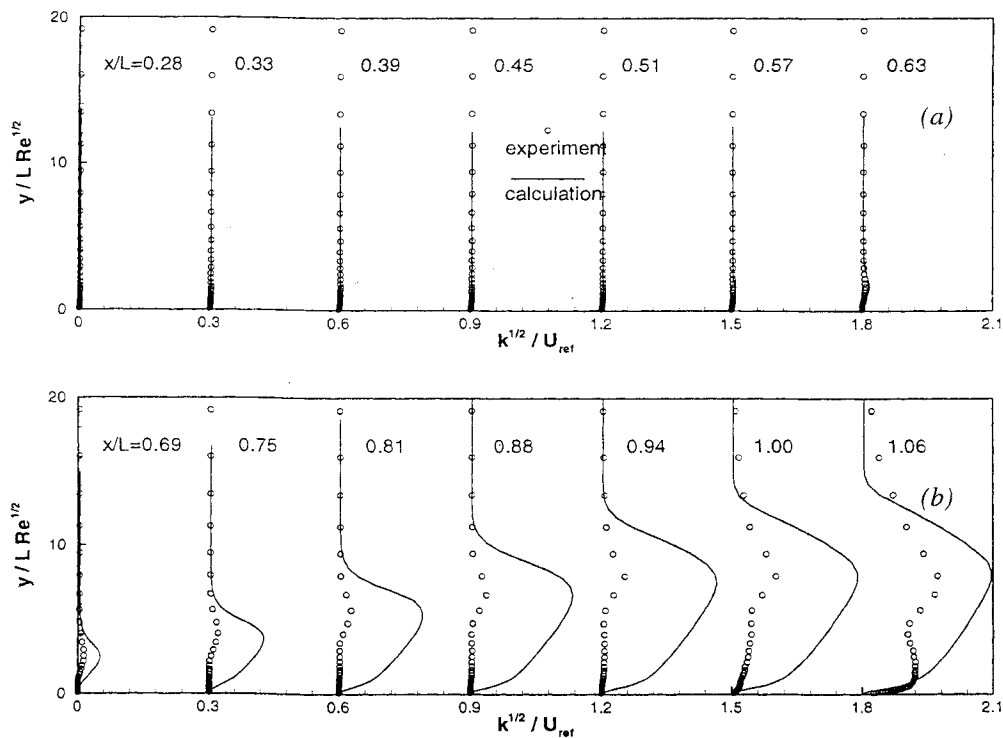 20
x/L=0.28 0.33 0.39 0.45 0.51 0.57 0.63
(a)
experiment
calculation
10
y / L Re^1/2
0
0 0.3 0.6 0.9 1.2 1.5 1.8 2.1
k^1/2 / U_ref
20
x/L=0.69 0.75 0.81 0.88 0.94 1.00 1.06
(b)
10
y / L Re^1/2
0
0 0.3 0.6 0.9 1.2 1.5 1.8 2.1
k^1/2 / U_ref